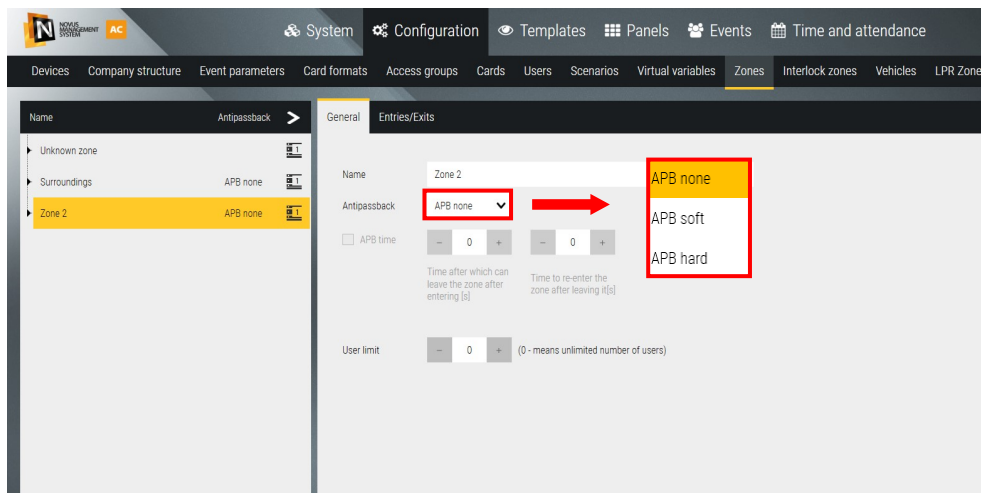 NOVUS MANAGEMENT SYSTEM AC
System Configuration Templates Panels Events Time and attendance
Devices Company structure Event parameters Card formats Access groups Cards Users Scenarios Virtual variables Zones Interlock zones Vehicles LPR Zone
Name Antipassback
Unknown zone 1
Surroundings APB none 1
Zone 2 APB none 1
General Entries/Exits
Name Zone 2
Antipassback APB none
APB none
APB soft
APB hard
APB time - 0 + - 0 +
Time after which can
leave the zone after
entering [s]
Time to re-enter the
zone after leaving it[s]
User limit - 0 + (0 - means unlimited number of users)